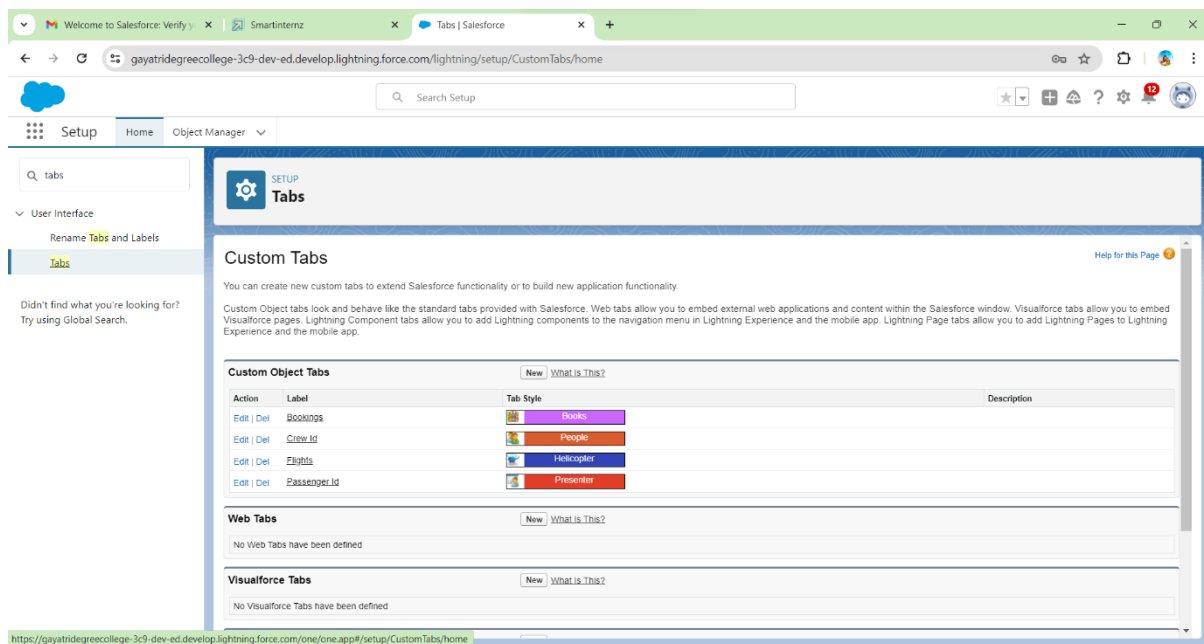 Welcome to Salesforce: Verify y
Smartinternz
Tabs | Salesforce
gayatridegreecollege-3c9-dev-ed.develop.lightning.force.com/lightning/setup/CustomTabs/home
Search Setup
12
Setup
Home
Object Manager
tabs
User Interface
Rename Tabs and Labels
Tabs
Didn't find what you're looking for?
Try using Global Search.
SETUP
Tabs
Custom Tabs
Help for this Page
You can create new custom tabs to extend Salesforce functionality or to build new application functionality.
Custom Object tabs look and behave like the standard tabs provided with Salesforce. Web tabs allow you to embed external web applications and content within the Salesforce window. Visualforce tabs allow you to embed
Visualforce pages. Lightning Component tabs allow you to add Lightning components to the navigation menu in Lightning Experience and the mobile app. Lightning Page tabs allow you to add Lightning Pages to Lightning
Experience and the mobile app.
Custom Object Tabs New What Is This?
Action Label Tab Style Description
Edit | Del Bookings Books
Edit | Del Crew Id People
Edit | Del Flights Helicopter
Edit | Del Passenger Id Presenter
Web Tabs New What Is This?
No Web Tabs have been defined
Visualforce Tabs New What Is This?
No Visualforce Tabs have been defined
https://gayatridegreecollege-3c9-dev-ed.develop.lightning.force.com/one/one.app#/setup/CustomTabs/home